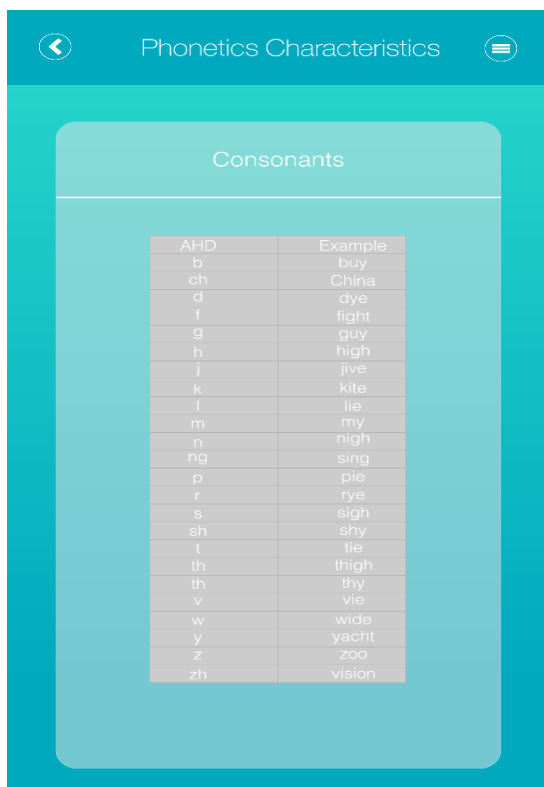 Phonetics Characteristics
Consonants
AHD Example
b buy
ch China
d dye
f fight
g guy
h high
j jive
k kite
l lie
m my
n nigh
ng sing
p pie
r rye
s sigh
sh shy
t tie
th thigh
th thy
v vie
w wide
y yacht
z zoo
zh vision